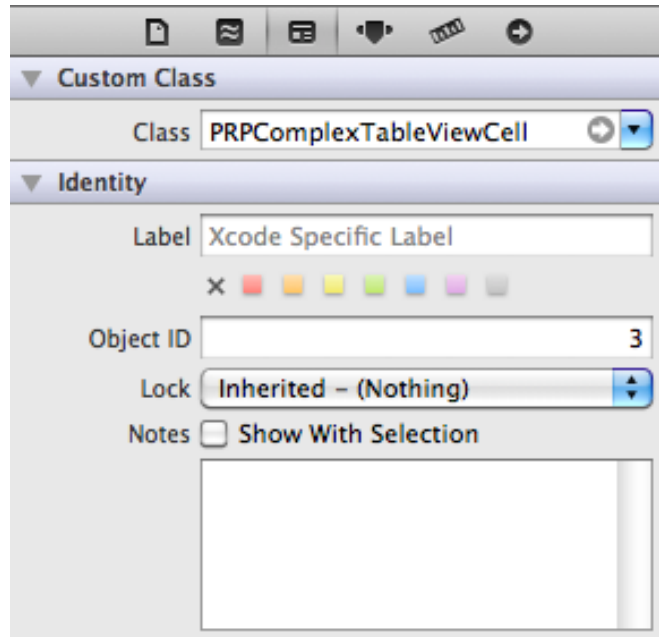 Custom Class
Class PRPComplexTableViewCell
Identity
Label Xcode Specific Label
Object ID 3
Lock Inherited – (Nothing)
Notes Show With Selection